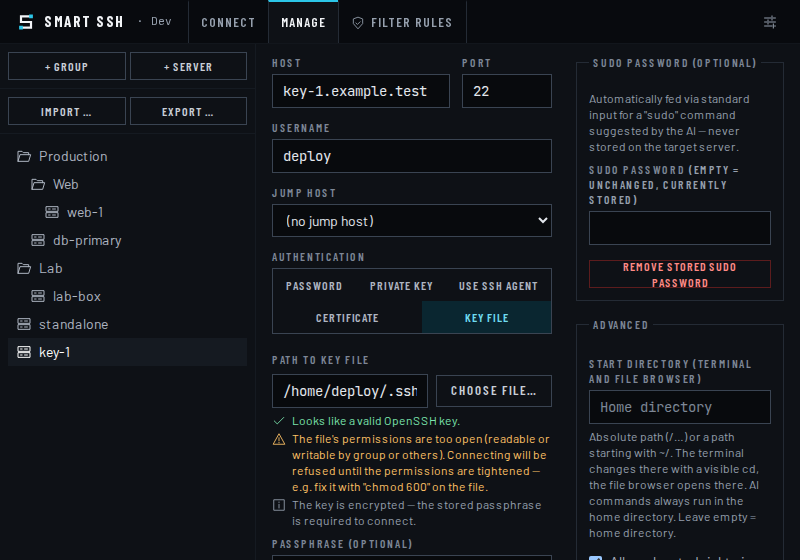 SMART SSH · Dev
CONNECT
MANAGE
FILTER RULES
+ GROUP
+ SERVER
IMPORT ...
EXPORT ...
Production
Web
web-1
db-primary
Lab
lab-box
standalone
key-1
HOST
PORT
key-1.example.test
22
USERNAME
deploy
JUMP HOST
(no jump host)
AUTHENTICATION
PASSWORD
PRIVATE KEY
USE SSH AGENT
CERTIFICATE
KEY FILE
PATH TO KEY FILE
/home/deploy/.ssh
CHOOSE FILE...
Looks like a valid OpenSSH key.
The file's permissions are too open (readable or
writable by group or others). Connecting will be
refused until the permissions are tightened —
e.g. fix it with "chmod 600" on the file.
The key is encrypted — the stored passphrase
is required to connect.
PASSPHRASE (OPTIONAL)
SUDO PASSWORD (OPTIONAL)
Automatically fed via standard
input for a "sudo" command
suggested by the AI — never
stored on the target server.
SUDO PASSWORD (EMPTY =
UNCHANGED, CURRENTLY
STORED)
REMOVE STORED SUDO
PASSWORD
ADVANCED
START DIRECTORY (TERMINAL
AND FILE BROWSER)
Home directory
Absolute path (/...) or a path
starting with ~/. The terminal
changes there with a visible cd,
the file browser opens there. AI
commands always run in the
home directory. Leave empty =
home directory.